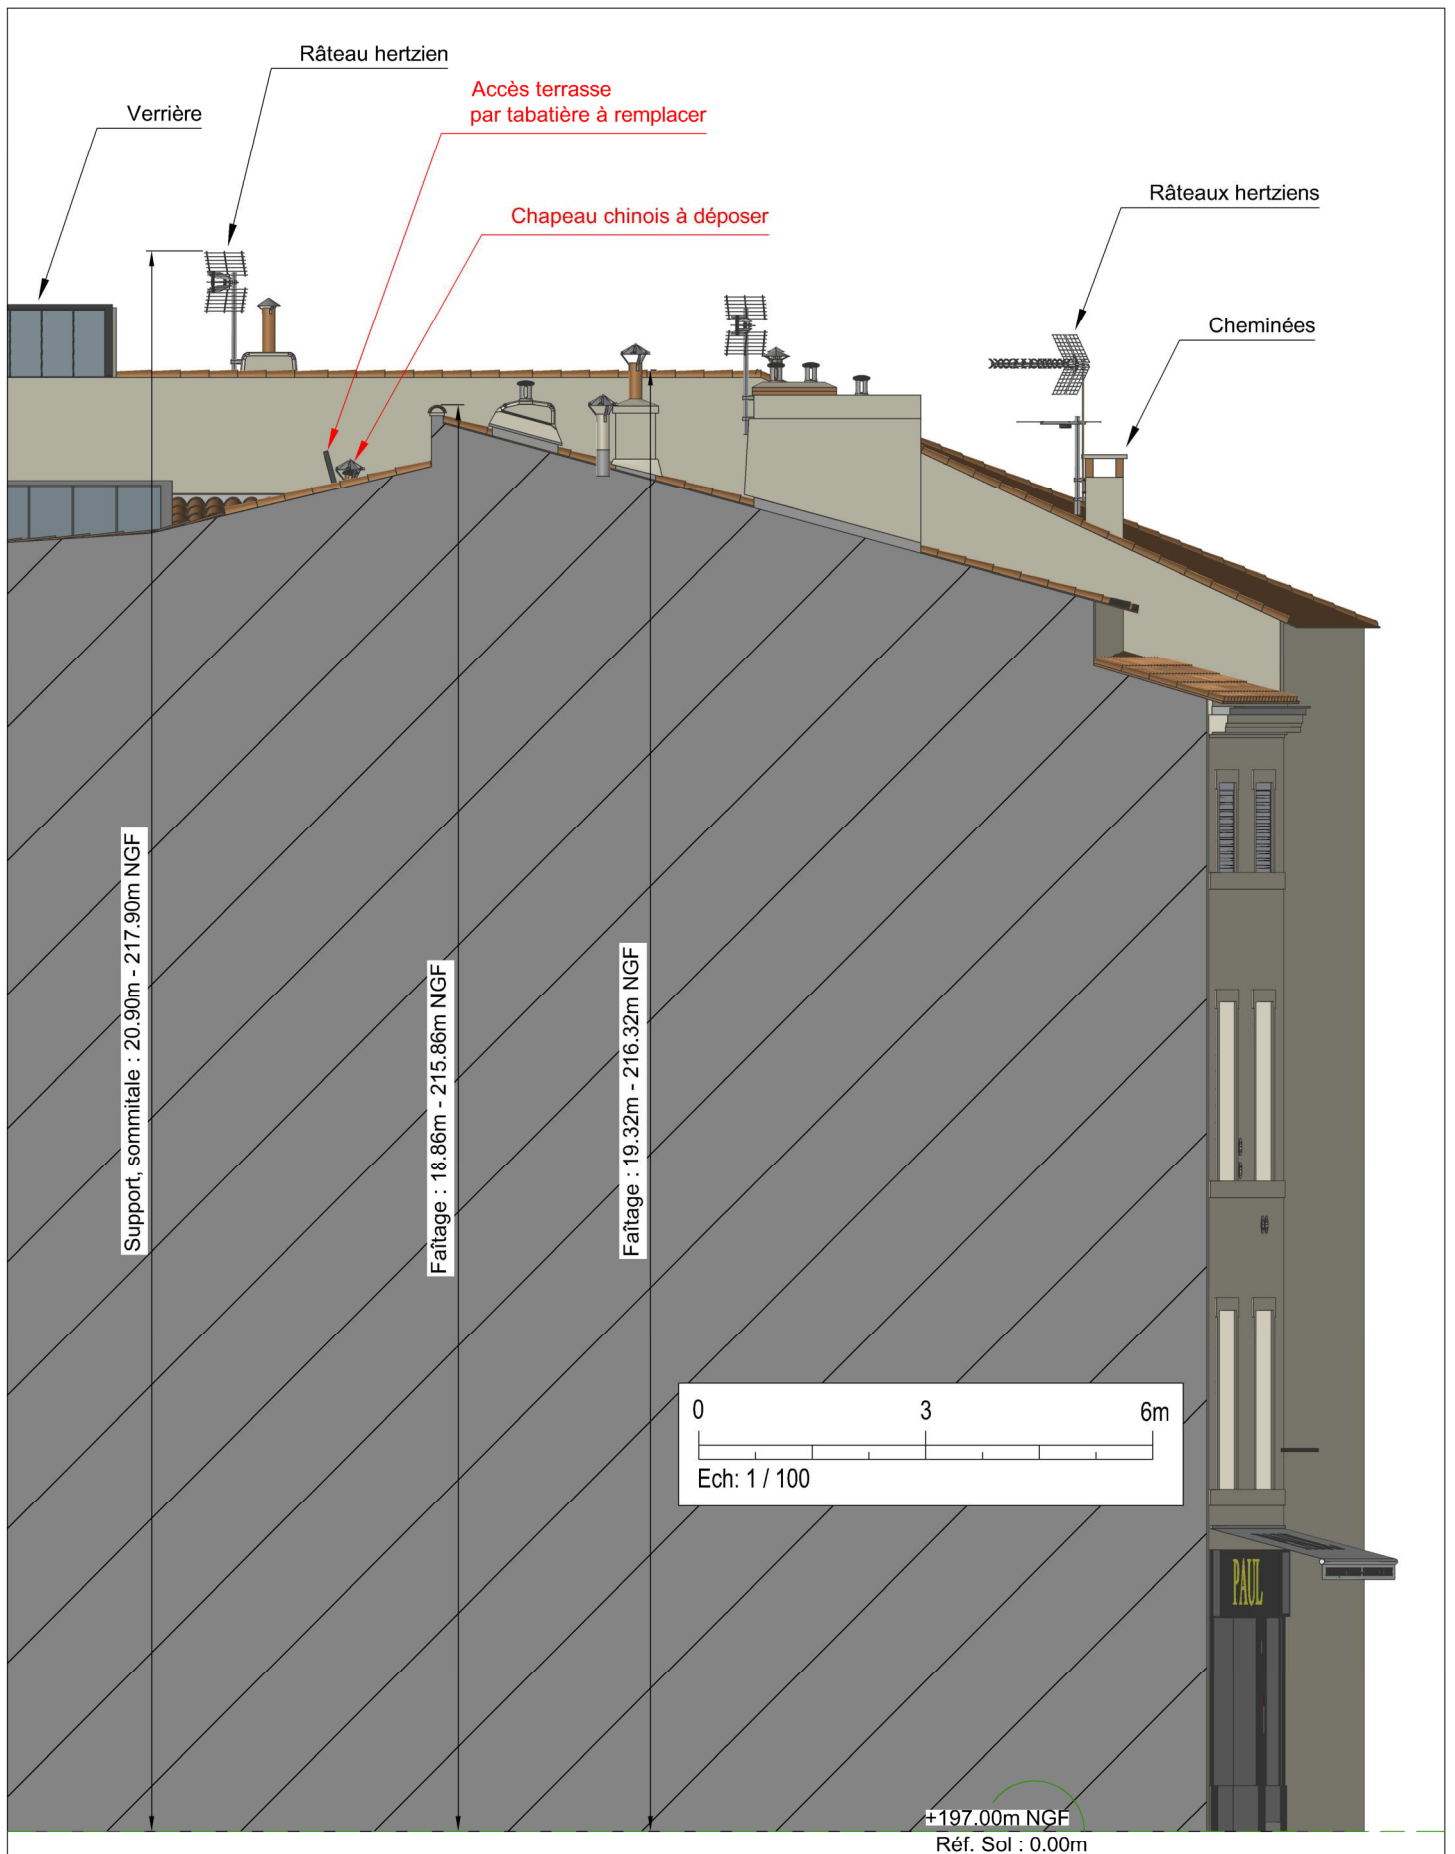 Râteau hertzien
Accès terrasse
par tabatière à remplacer
Verrière
Râteaux hertziens
Chapeau chinois à déposer
Cheminées
Support, sommitale : 20.90m - 217.90m NGF
Faîtage : 18.86m - 215.86m NGF
Faîtage : 19.32m - 216.32m NGF
0 3 6m
Ech: 1 / 100
PAUL
+197.00m NGF
Réf. Sol : 0.00m